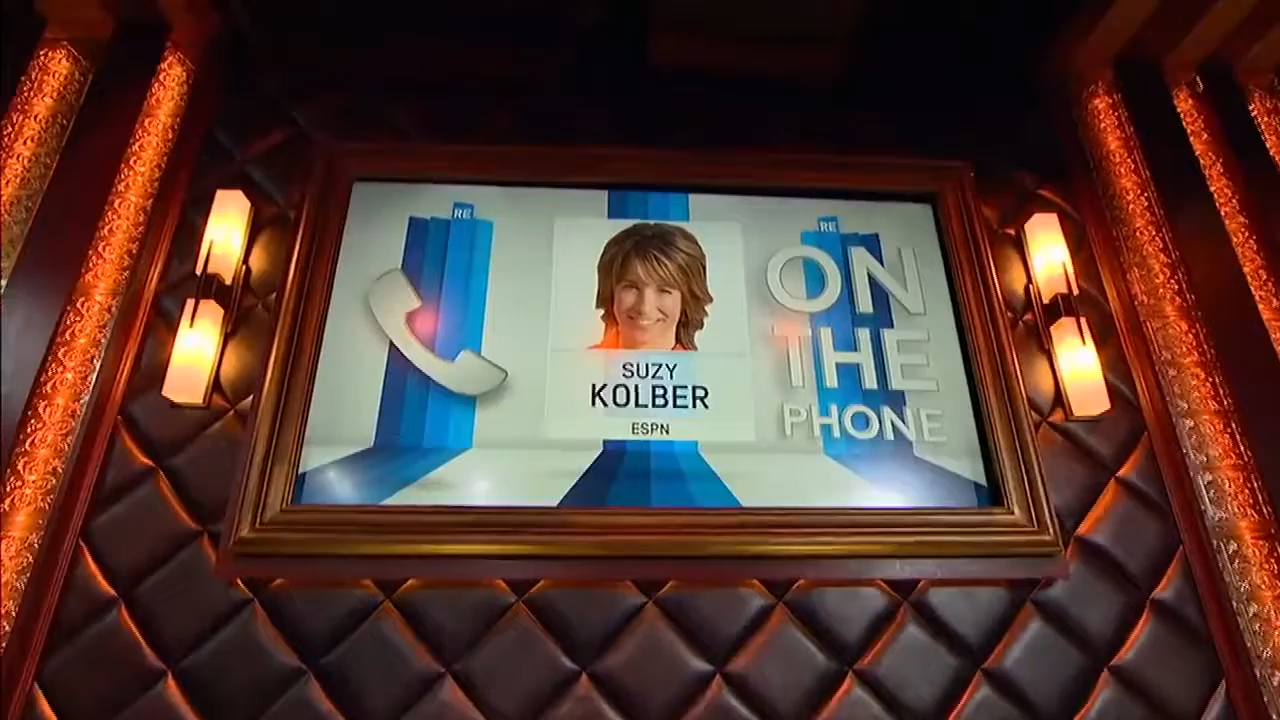 RE
SUZY
KOLBER
ESPN
RE
ON
THE
PHONE